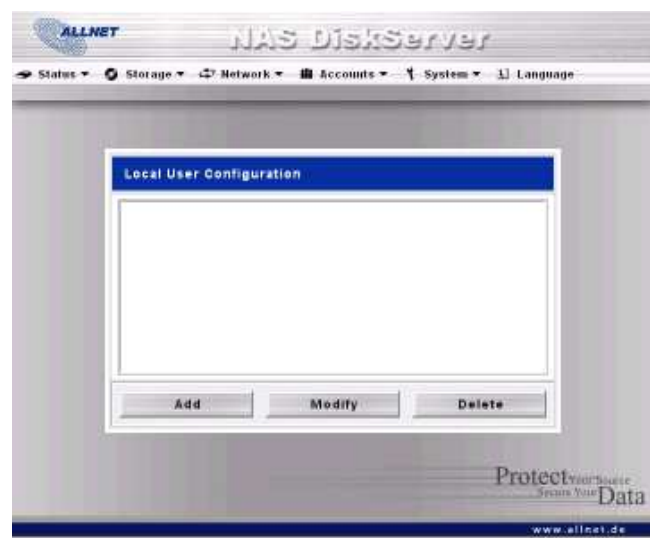 ALLNET
NAS DiskServer
Status Storage Network Accounts System Language
Local User Configuration
Add Modify Delete
Protect Your Source
Secure Your Data
www.allnet.de